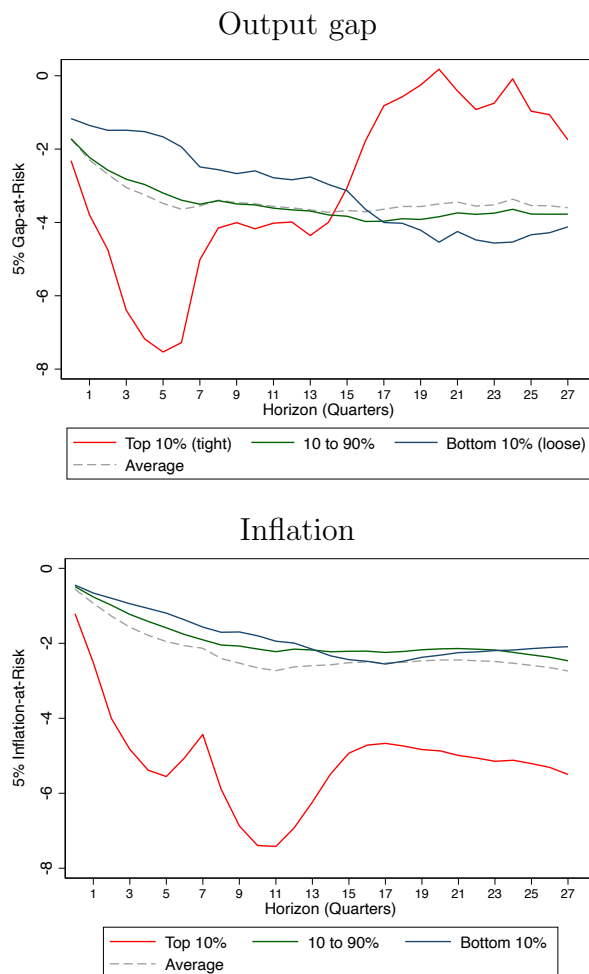 Output gap
0
-2
-4
-6
-8
5% Gap-at-Risk
1 3 5 7 9 11 13 15 17 19 21 23 25 27
Horizon (Quarters)
Top 10% (tight) 10 to 90% Bottom 10% (loose)
Average
Inflation
0
-2
-4
-6
-8
5% Inflation-at-Risk
1 3 5 7 9 11 13 15 17 19 21 23 25 27
Horizon (Quarters)
Top 10% 10 to 90% Bottom 10%
Average